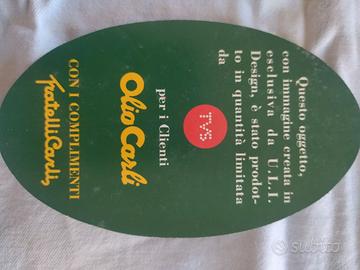 Questo oggetto,
con immagine creata in
esclusiva da U.L.I.
Design, è stato prodot-
to in quantità limitata
da
TVS
per i Clienti
Olio Carli
CON I COMPLIMENTI
Fratelli Carli
subito